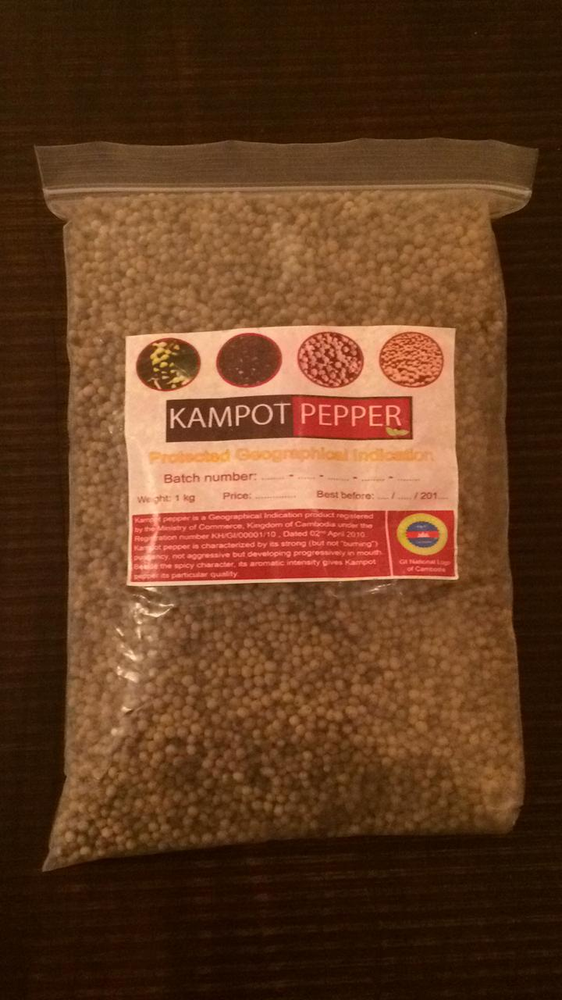 KAMPOT PEPPER
Protected Geographical Indication
Batch number: ........ - ...... - ....... - ........ - .......
Weight: 1 kg Price: .............. Best before: .... / ..... / 201....
Kampot pepper is a Geographical Indication product registered
by the Ministry of Commerce, Kingdom of Cambodia under the
Registration number KH/GI/00001/10 , Dated 02nd April 2010.
Kampot pepper is characterized by its strong (but not "burning")
pungency, not aggressive but developing progressively in mouth.
Beside the spicy character, its aromatic intensity gives Kampot
pepper its particular quality.
GI National Logo
of Cambodia